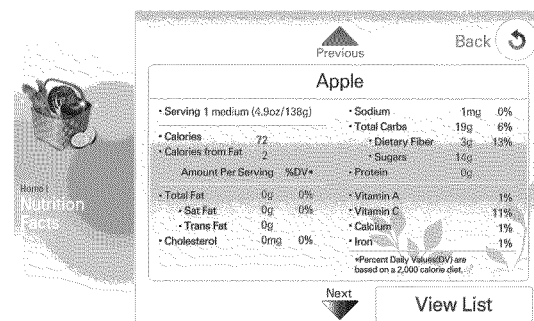 Previous
Back
Apple
• Serving 1 medium (4.9oz/138g)
• Calories 72
• Calories from Fat 2
Amount Per Serving %DV*
• Total Fat 0g 0%
• Sat Fat 0g 0%
• Trans Fat 0g
• Cholesterol 0mg 0%
• Sodium 1mg 0%
• Total Carbs 19g 6%
• Dietary Fiber 3g 13%
• Sugars 14g
• Protein 0g
• Vitamin A 1%
• Vitamin C 11%
• Calcium 1%
• Iron 1%
*Percent Daily Values(DV) are
based on a 2,000 calorie diet.
Home |
Nutrition
Facts
Next
View List